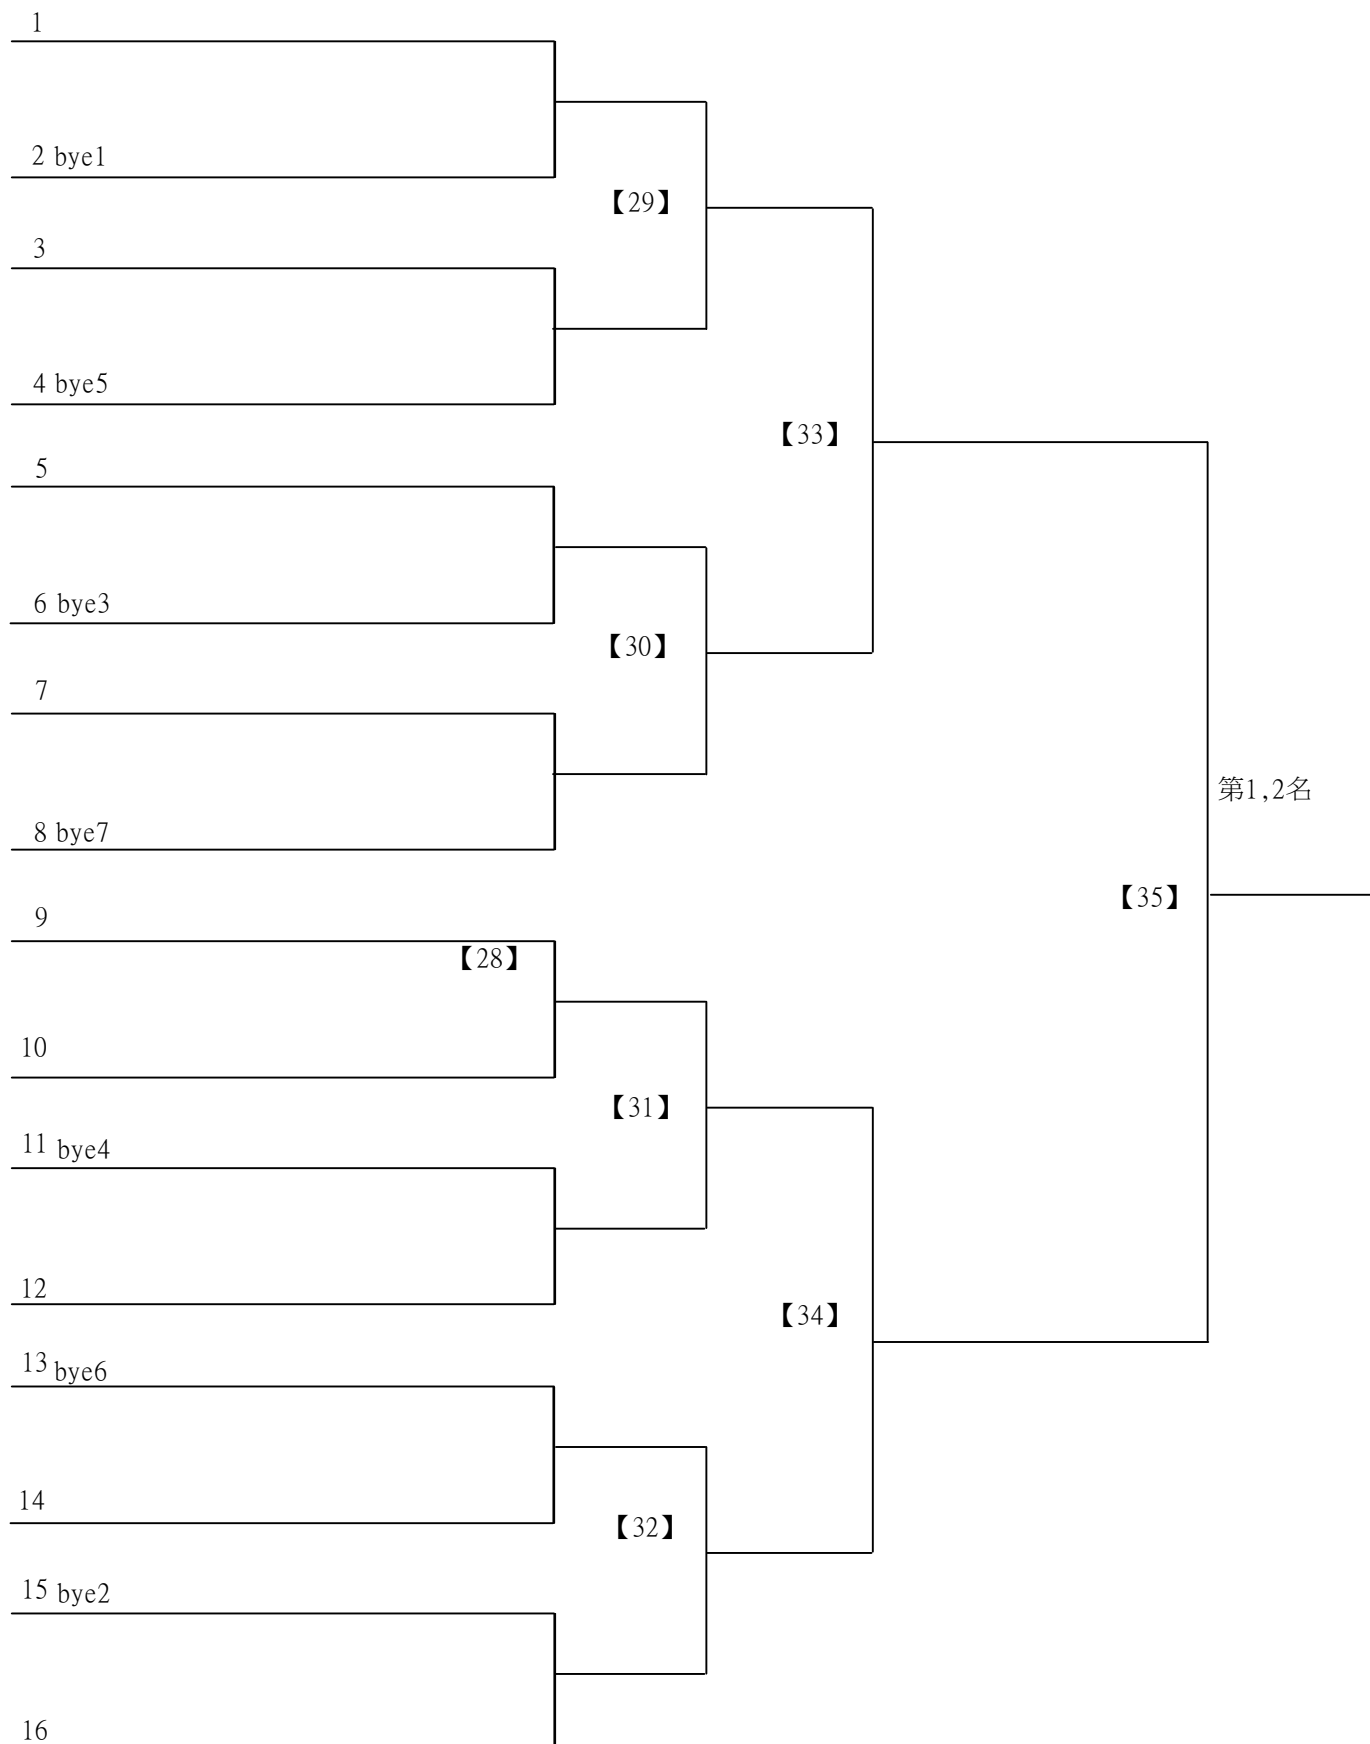 1
2 bye1
【29】
3
4 bye5
【33】
5
6 bye3
【30】
7
第1,2名
8 bye7
【35】
9
【28】
10
【31】
11 bye4
12
【34】
13 bye6
14
【32】
15 bye2
16